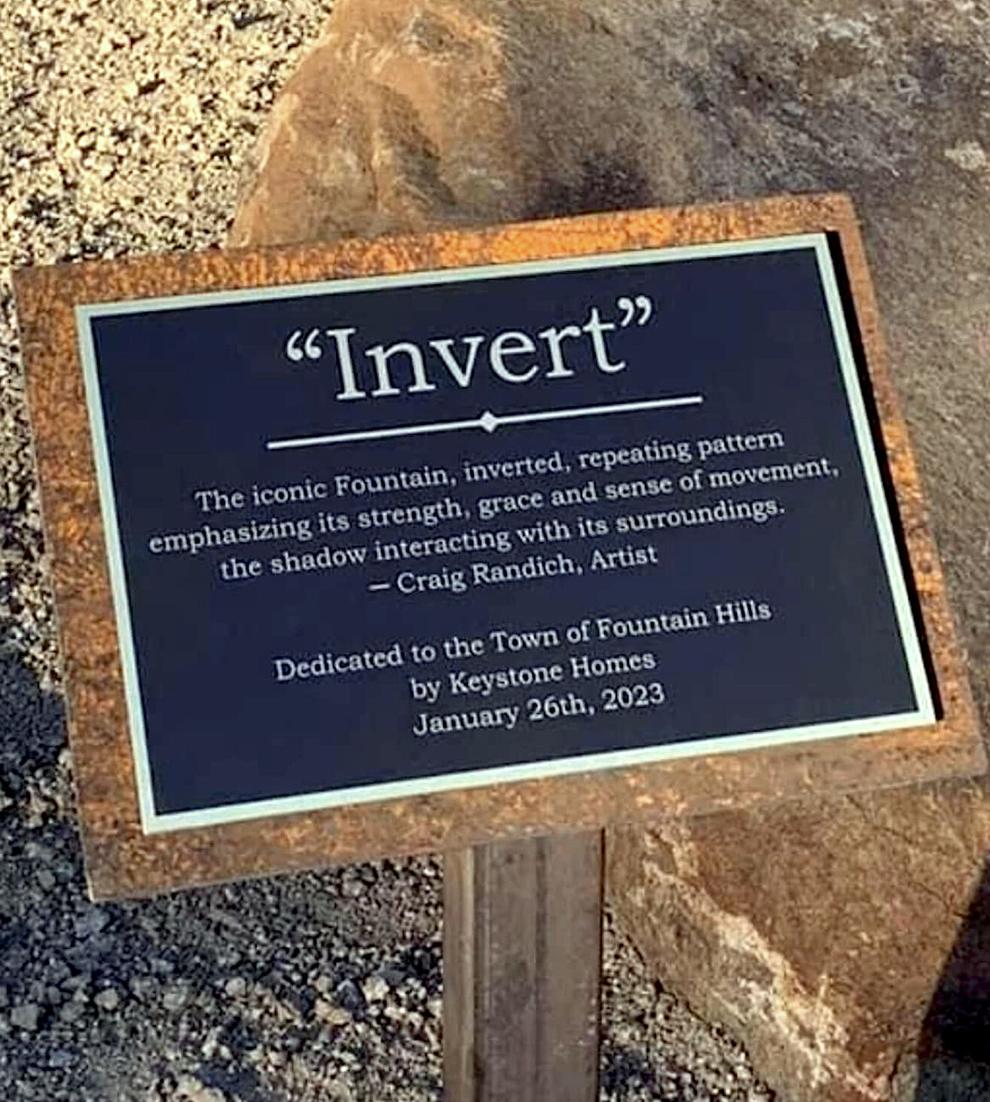 “Invert”
The iconic Fountain, inverted, repeating pattern
emphasizing its strength, grace and sense of movement,
the shadow interacting with its surroundings.
— Craig Randich, Artist
Dedicated to the Town of Fountain Hills
by Keystone Homes
January 26th, 2023